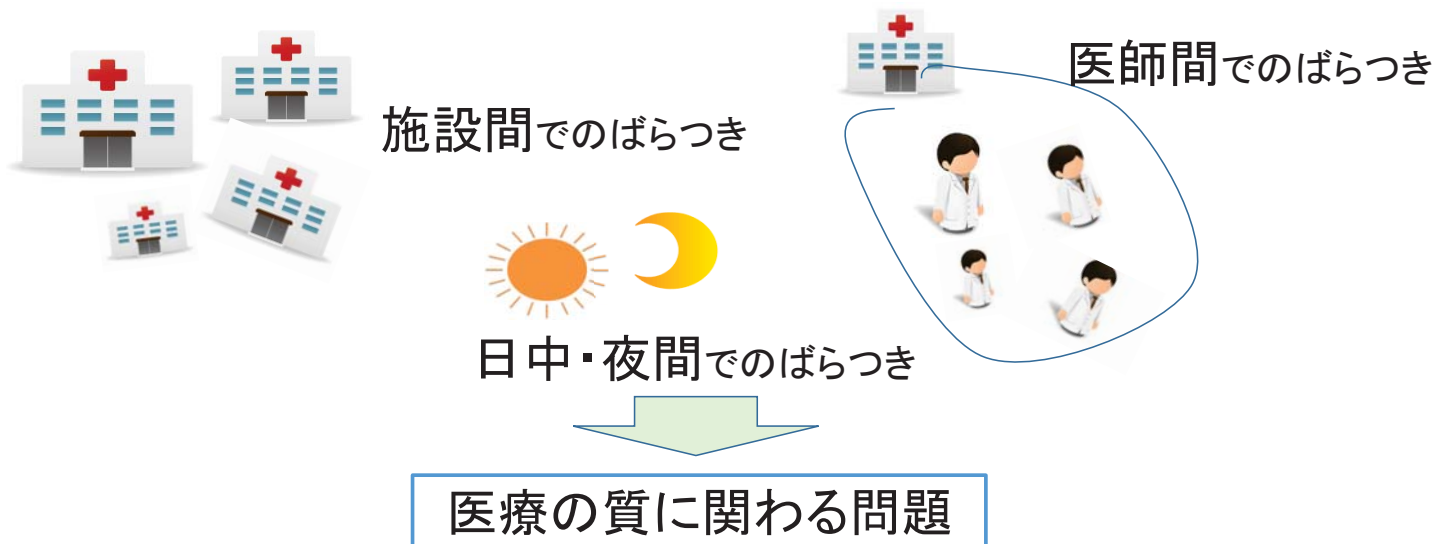 医師間でのばらつき
施設間でのばらつき
日中・夜間でのばらつき
医療の質に関わる問題